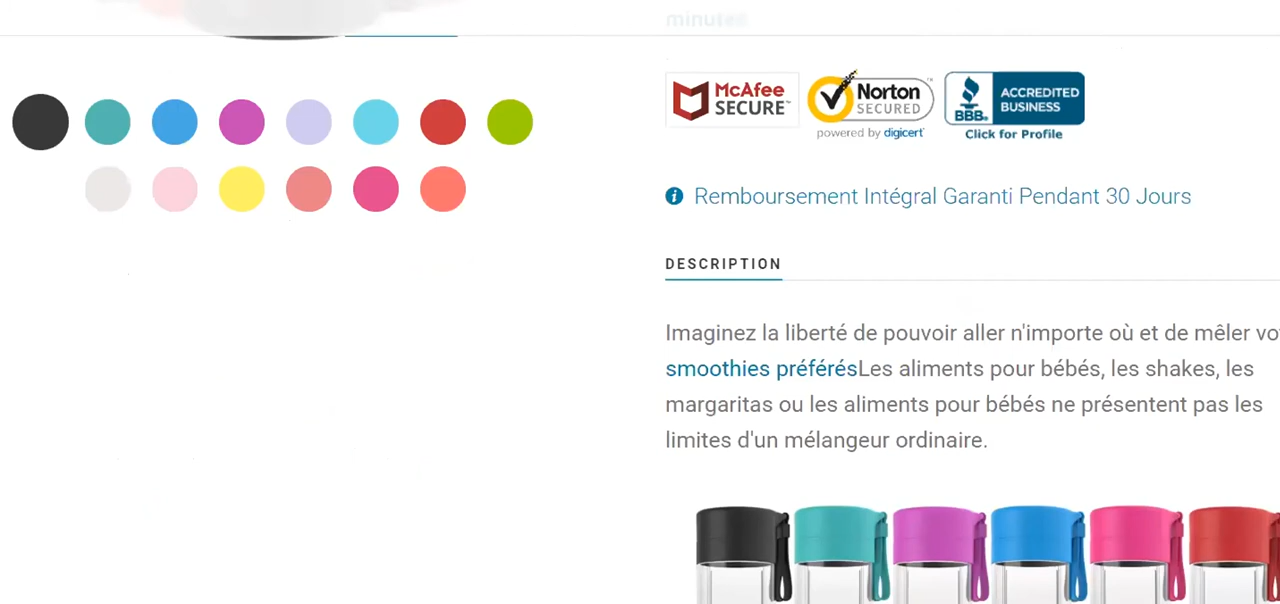 minute
McAfee
SECURE
Norton
SECURED
powered by digicert
BBB.
ACCREDITED
BUSINESS
Click for Profile
Remboursement Intégral Garanti Pendant 30 Jours
DESCRIPTION
Imaginez la liberté de pouvoir aller n'importe où et de mêler vo
smoothies préférésLes aliments pour bébés, les shakes, les
margaritas ou les aliments pour bébés ne présentent pas les
limites d'un mélangeur ordinaire.